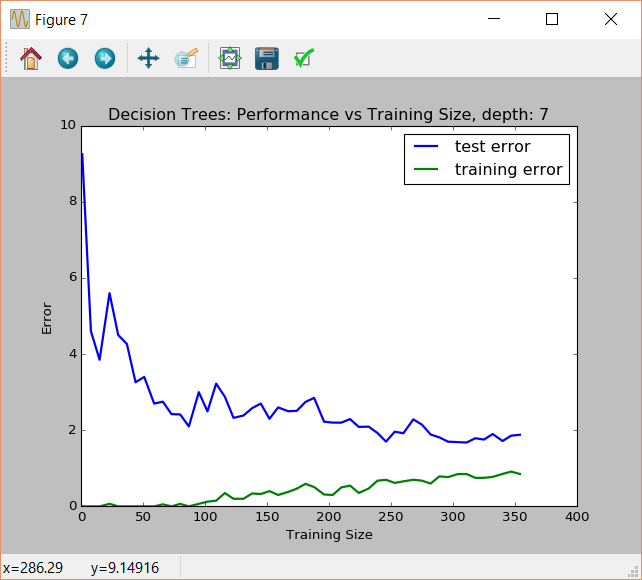 Figure 7
Decision Trees: Performance vs Training Size, depth: 7
test error
training error
10
8
6
4
2
0
Error
0 50 100 150 200 250 300 350 400
Training Size
x=286.29 y=9.14916